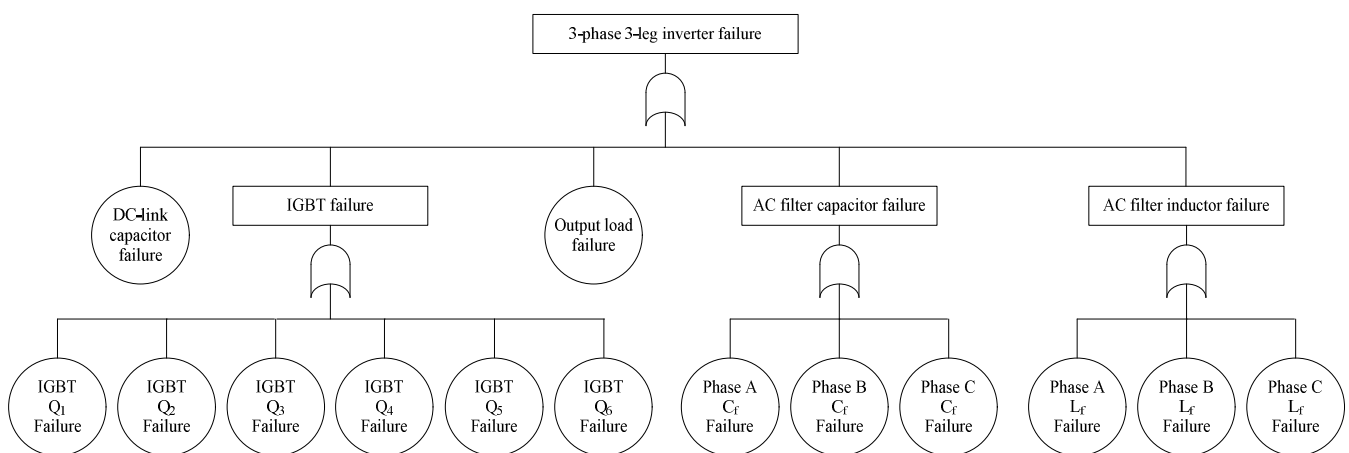 3-phase 3-leg inverter failure
DC-link
capacitor
failure
IGBT failure
Output load
failure
AC filter capacitor failure
AC filter inductor failure
IGBT
Q1
Failure
IGBT
Q2
Failure
IGBT
Q3
Failure
IGBT
Q4
Failure
IGBT
Q5
Failure
IGBT
Q6
Failure
Phase A
Cf
Failure
Phase B
Cf
Failure
Phase C
Cf
Failure
Phase A
Lf
Failure
Phase B
Lf
Failure
Phase C
Lf
Failure